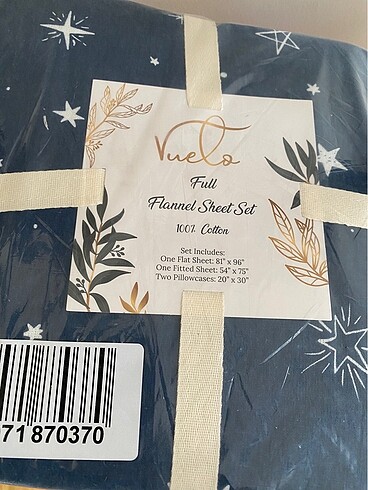 Vuelo
Full
Flannel Sheet Set
100% Cotton
Set Includes:
One Flat Sheet: 81" x 96"
One Fitted Sheet: 54" x 75"
Two Pillowcases: 20" x 30"
71 870370